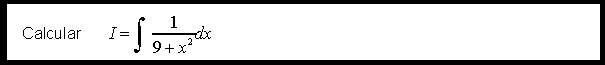 Calcular I = ∫ 1/(9 + x²) dx